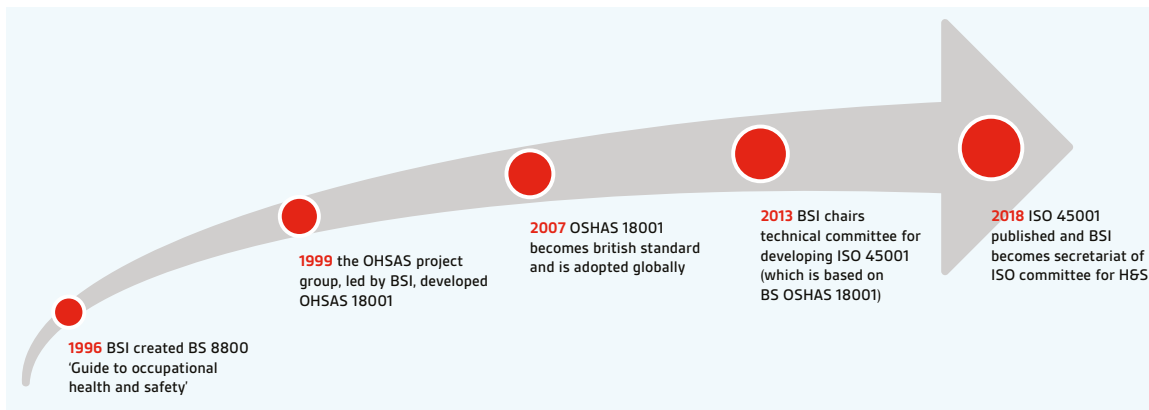 1996 BSI created BS 8800
‘Guide to occupational
health and safety’
1999 the OHSAS project
group, led by BSI, developed
OHSAS 18001
2007 OSHAS 18001
becomes british standard
and is adopted globally
2013 BSI chairs
technical committee for
developing ISO 45001
(which is based on
BS OSHAS 18001)
2018 ISO 45001
published and BSI
becomes secretariat of
ISO committee for H&S